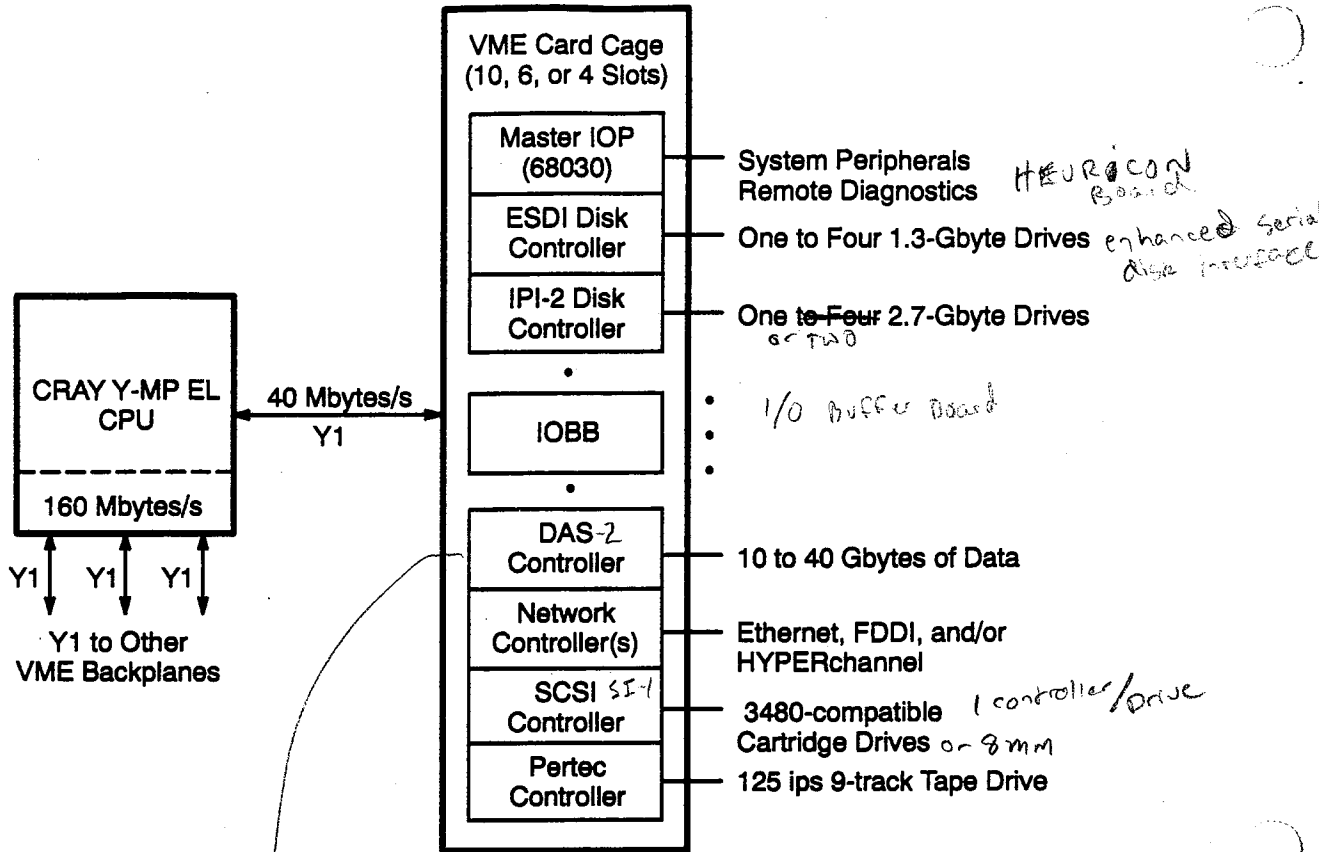 VME Card Cage
(10, 6, or 4 Slots)
Master IOP
(68030)
System Peripherals
Remote Diagnostics
HEURICON
Board
ESDI Disk
Controller
One to Four 1.3-Gbyte Drives
enhanced serial
disk interface
IPI-2 Disk
Controller
One to Four 2.7-Gbyte Drives
or two
CRAY Y-MP EL
CPU
160 Mbytes/s
40 Mbytes/s
Y1
IOBB
I/O Buffer Board
Y1 Y1 Y1
Y1 to Other
VME Backplanes
DAS-2
Controller
10 to 40 Gbytes of Data
Network
Controller(s)
Ethernet, FDDI, and/or
HYPERchannel
SCSI SI-1
Controller
3480-compatible
Cartridge Drives or 8mm
1 controller/Drive
Pertec
Controller
125 ips 9-track Tape Drive